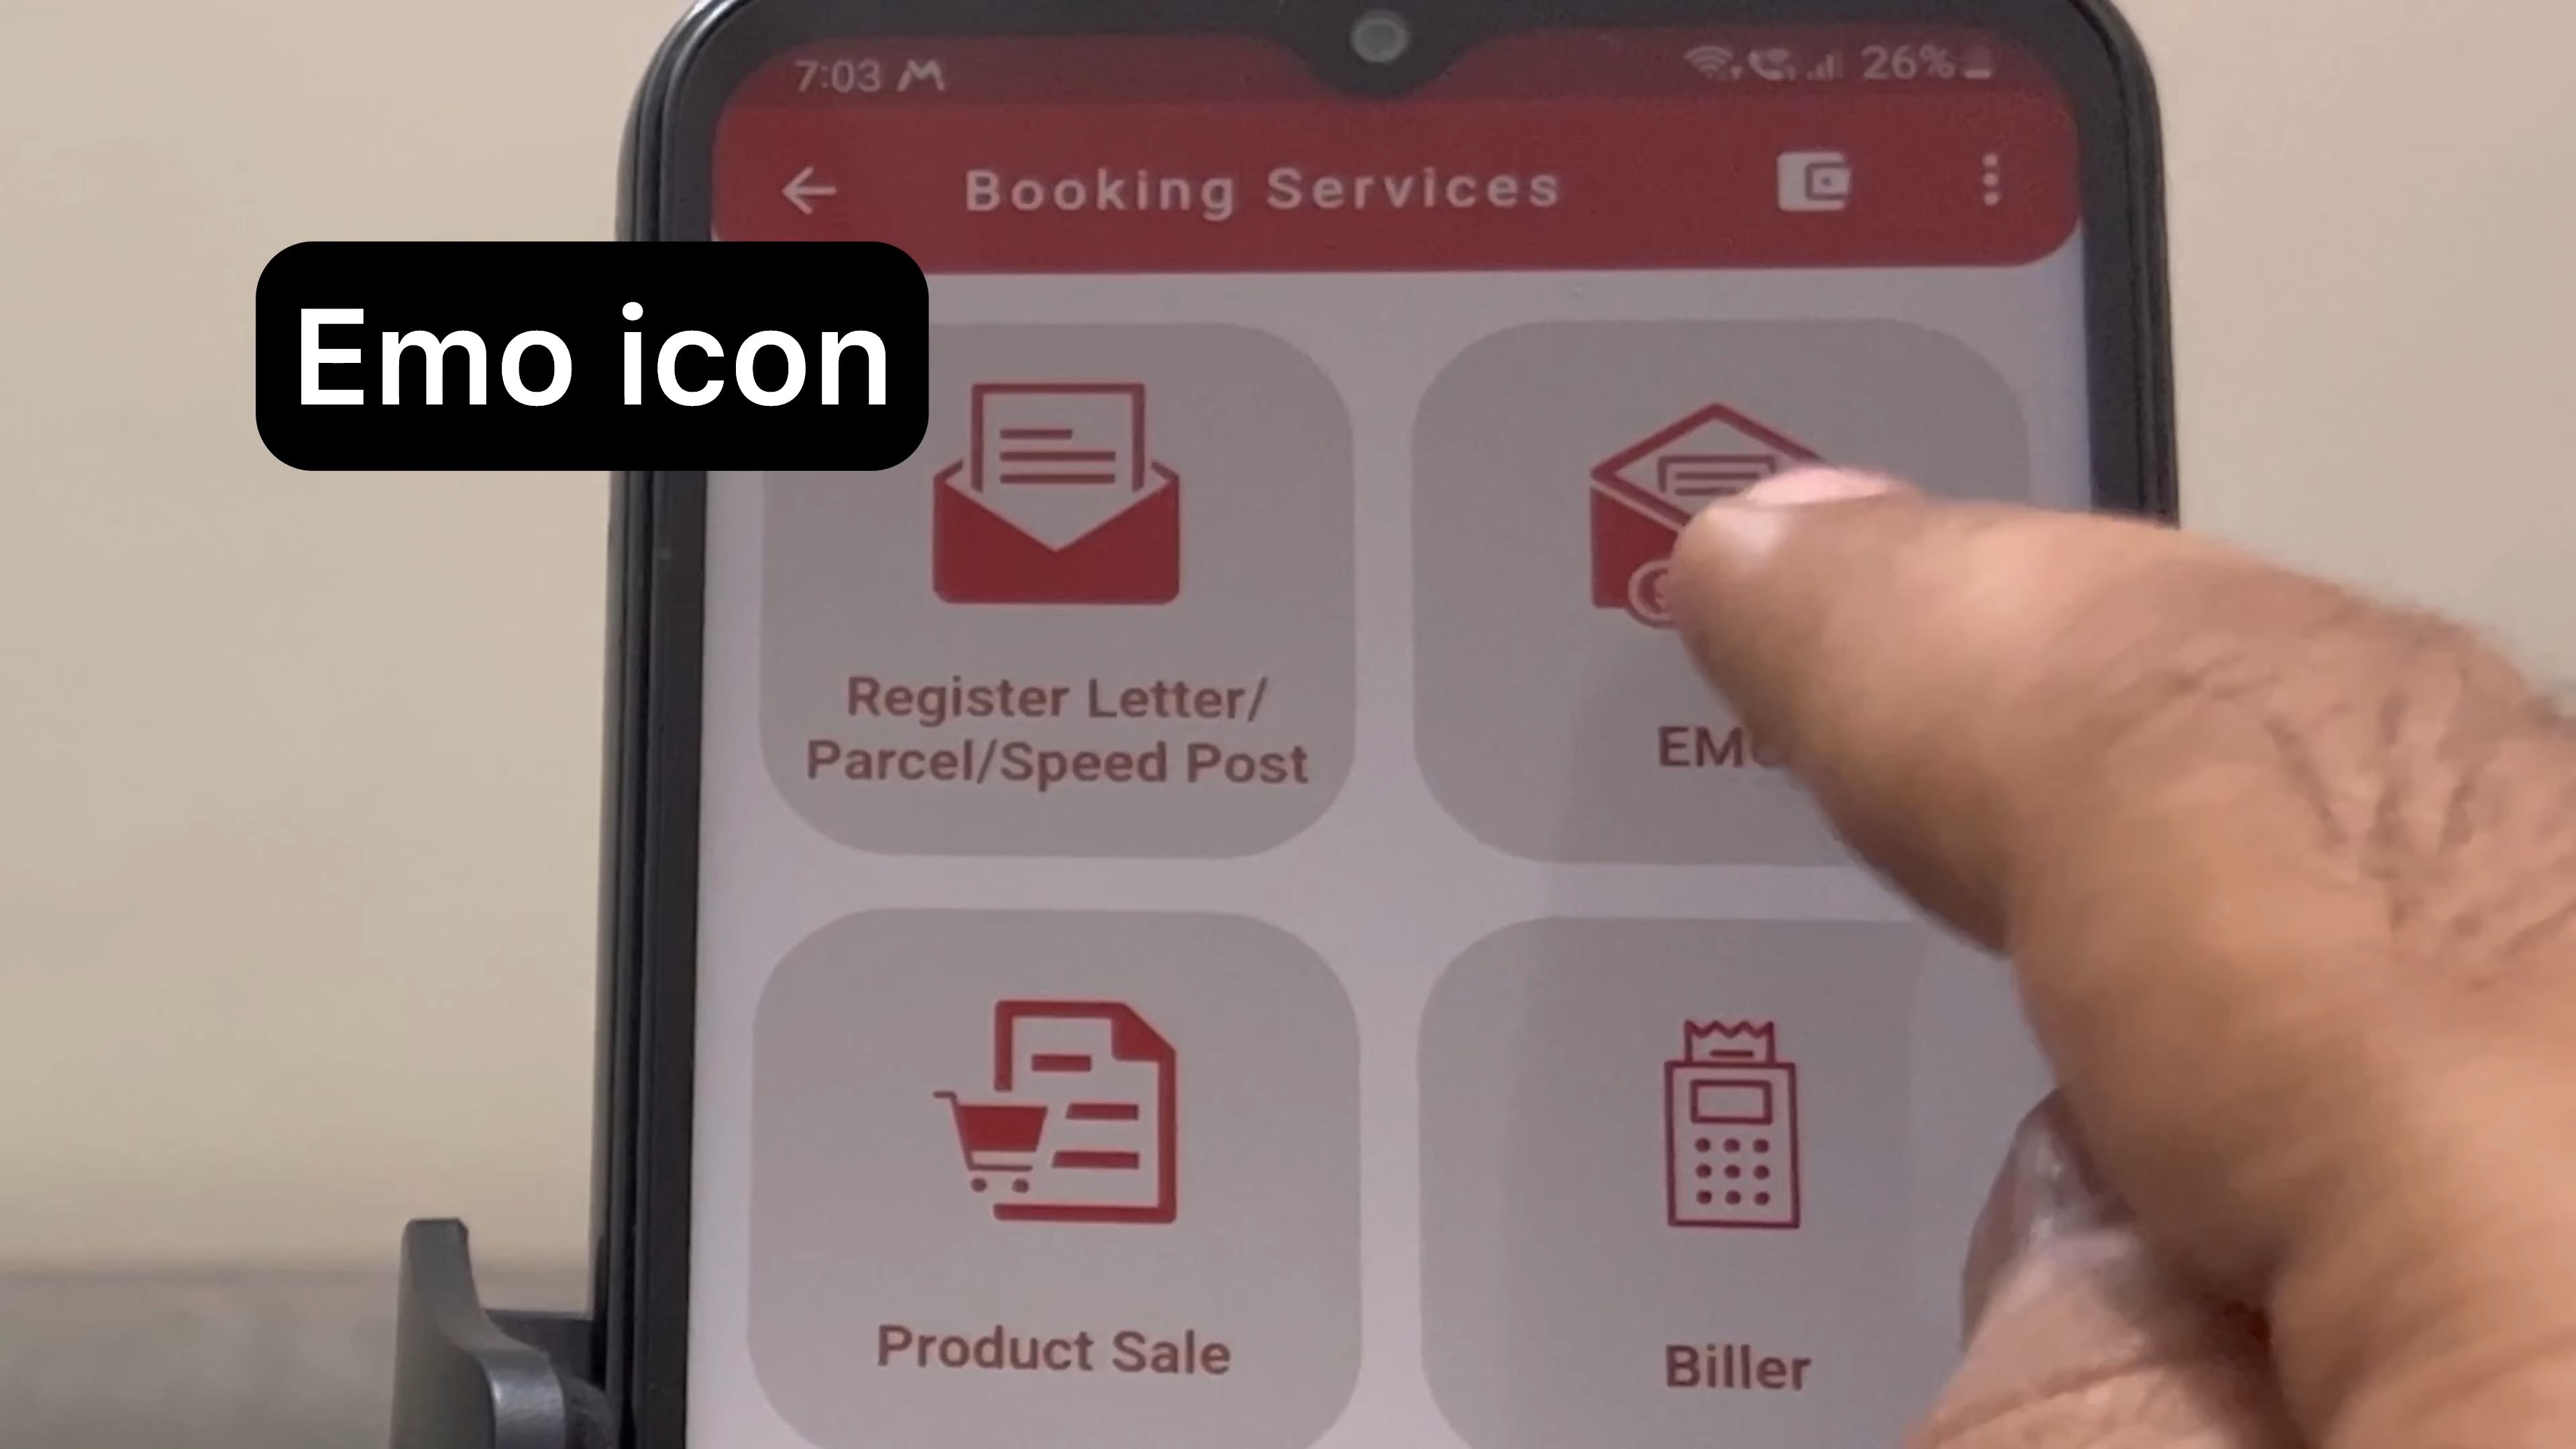 7:03
26%
Booking Services
Emo icon
Register Letter/
Parcel/Speed Post
EMO
Product Sale
Biller